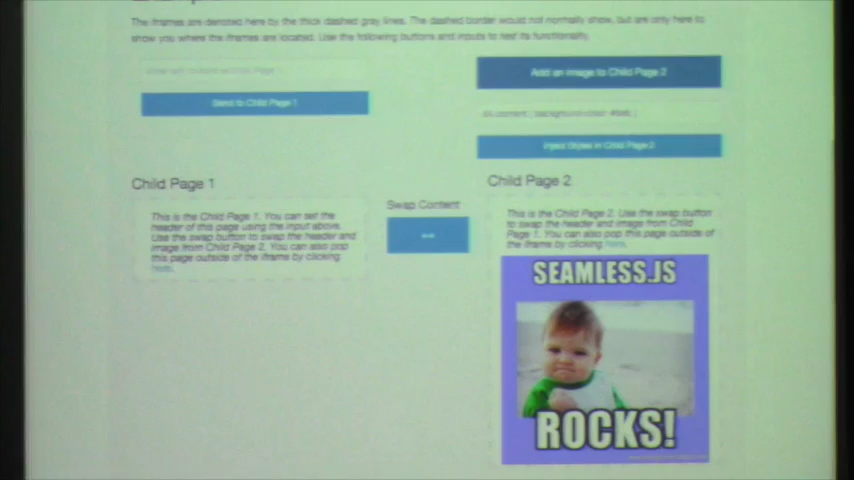 The iframes are denoted here by the thick dashed gray lines. The dashed border would not normally show, but are only here to
show you where the iframes are located. Use the following buttons and inputs to test its functionality.
Add an image to Child Page 2
Send to Child Page 1
Inject Styles in Child Page 2
Child Page 1
Child Page 2
Swap Content
This is the Child Page 1. You can set the
header of this page using the input above.
Use the swap button to swap the header and
image from Child Page 2. You can also pop
this page outside of the iframe by clicking
here.
This is the Child Page 2. Use the swap button
to swap the header and image from Child
Page 1. You can also pop this page outside of
the iframe by clicking here.
SEAMLESS.JS
ROCKS!